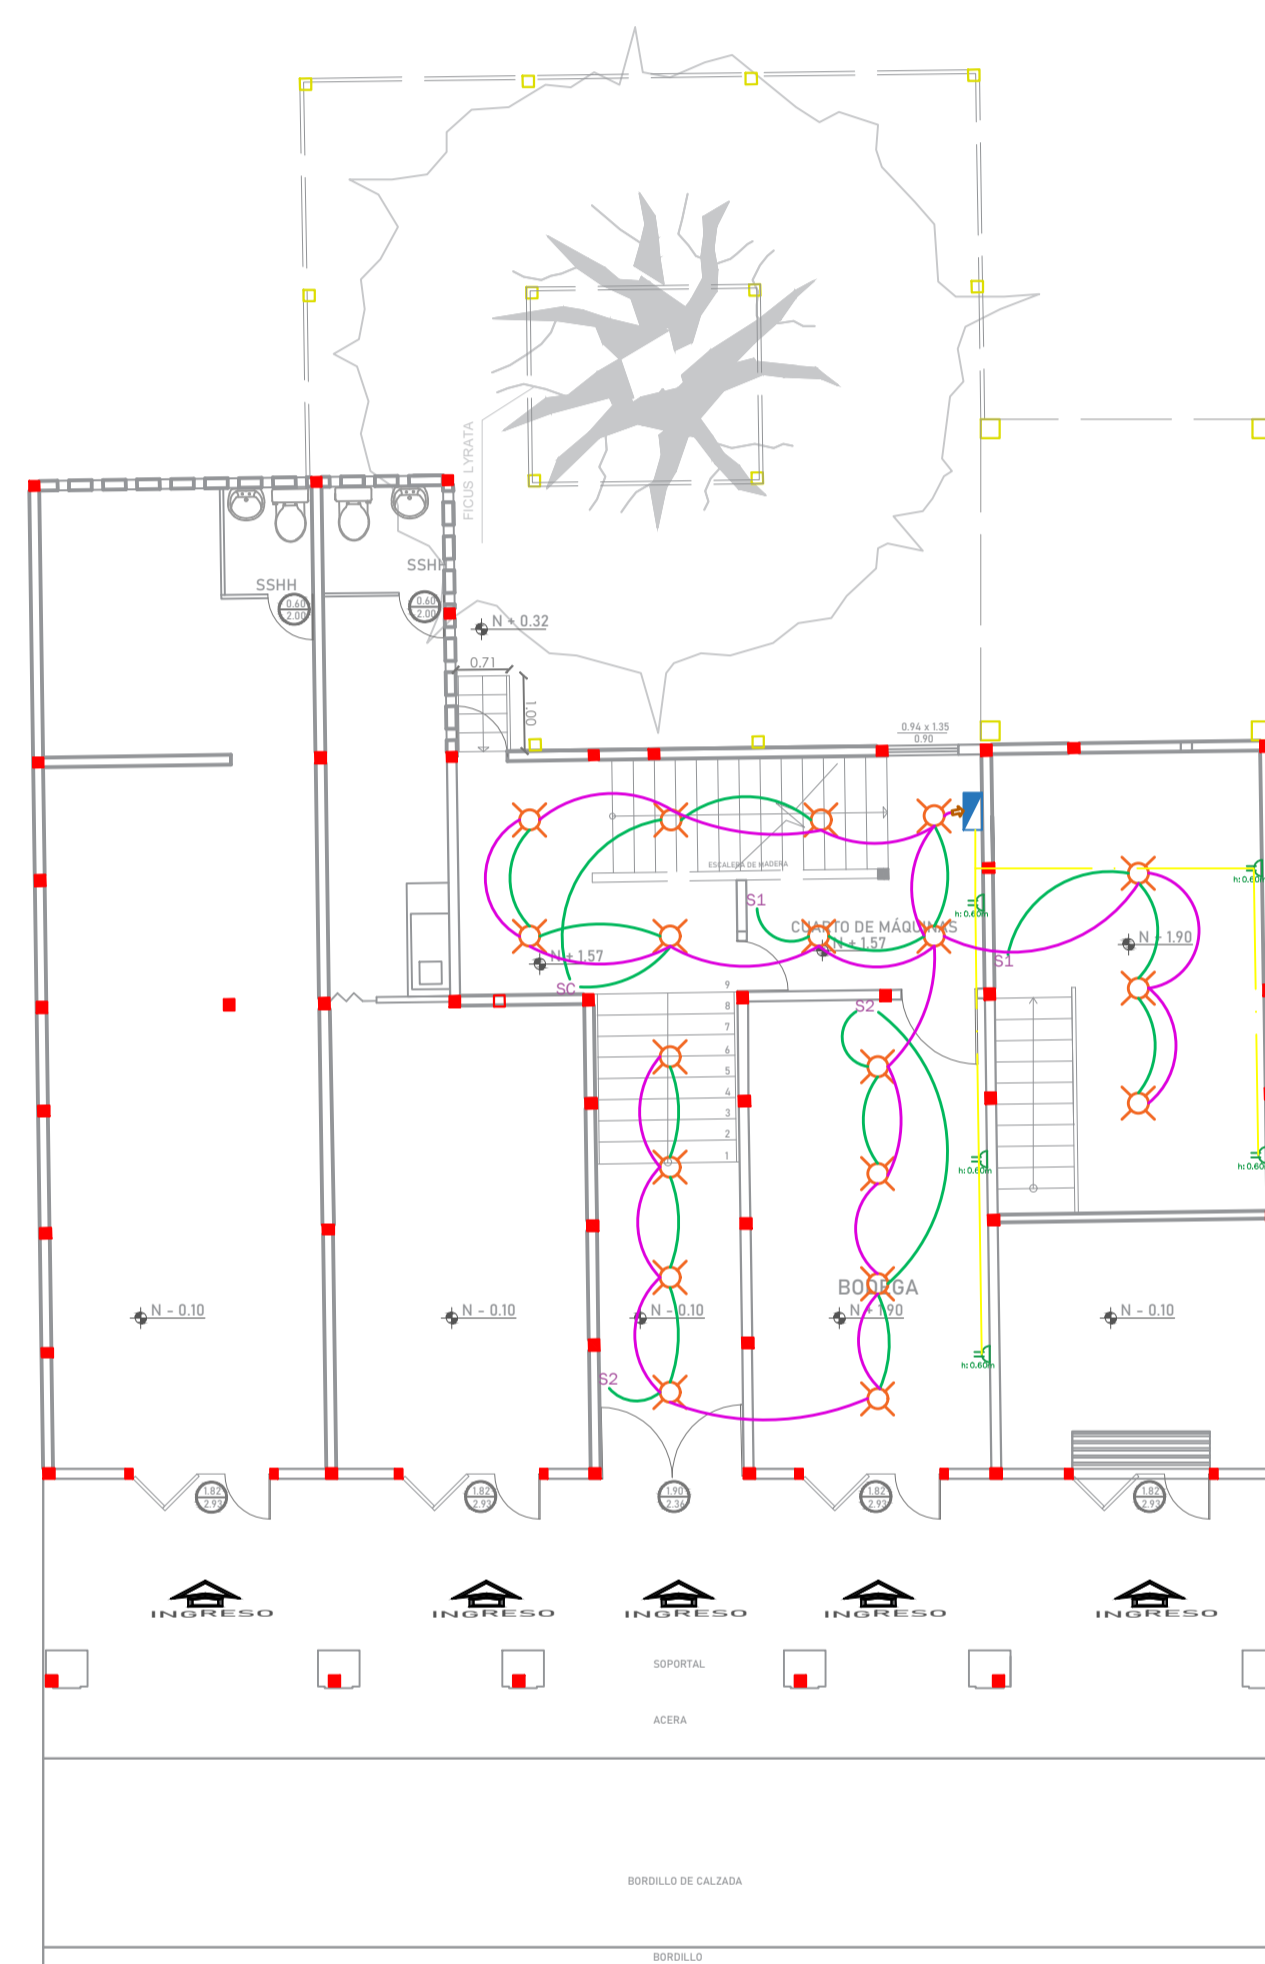 FICUS LYRATA
SSHH
SSHH
0.60
2.00
0.60
2.00
N + 0.32
0.71
1.00
0.94 x 1.35
0.90
ESCALERA DE MADERA
S1
CUARTO DE MÁQUINAS
N + 1.57
N + 1.57
h: 0.60m
h: 0.60m
N + 1.90
S1
SC
S2
9
8
7
6
5
4
3
2
1
h: 0.60m
h: 0.60
BODEGA
N - 0.10
N - 0.10
N - 0.10
N + 1.90
N - 0.10
h: 0.60m
S2
1.82
2.93
1.82
2.93
1.90
2.36
1.82
2.93
1.82
2.93
INGRESO
INGRESO
INGRESO
INGRESO
INGRESO
SOPORTAL
ACERA
BORDILLO DE CALZADA
BORDILLO